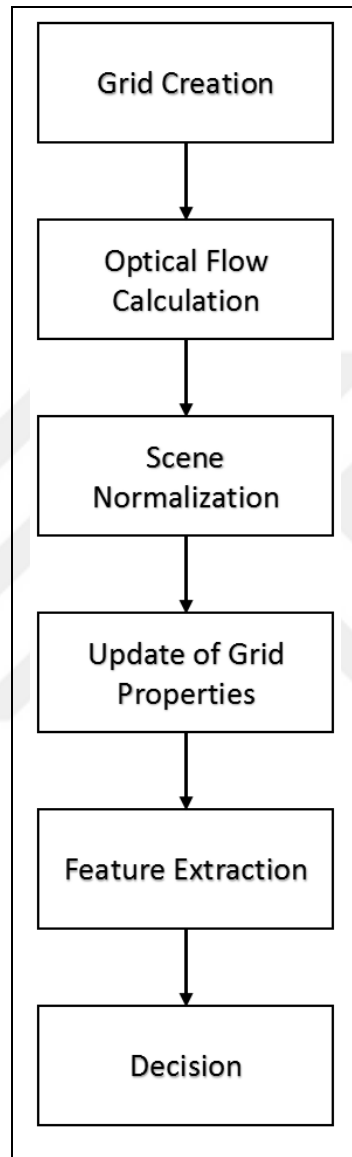 Grid Creation
Optical Flow
Calculation
Scene
Normalization
Update of Grid
Properties
Feature Extraction
Decision